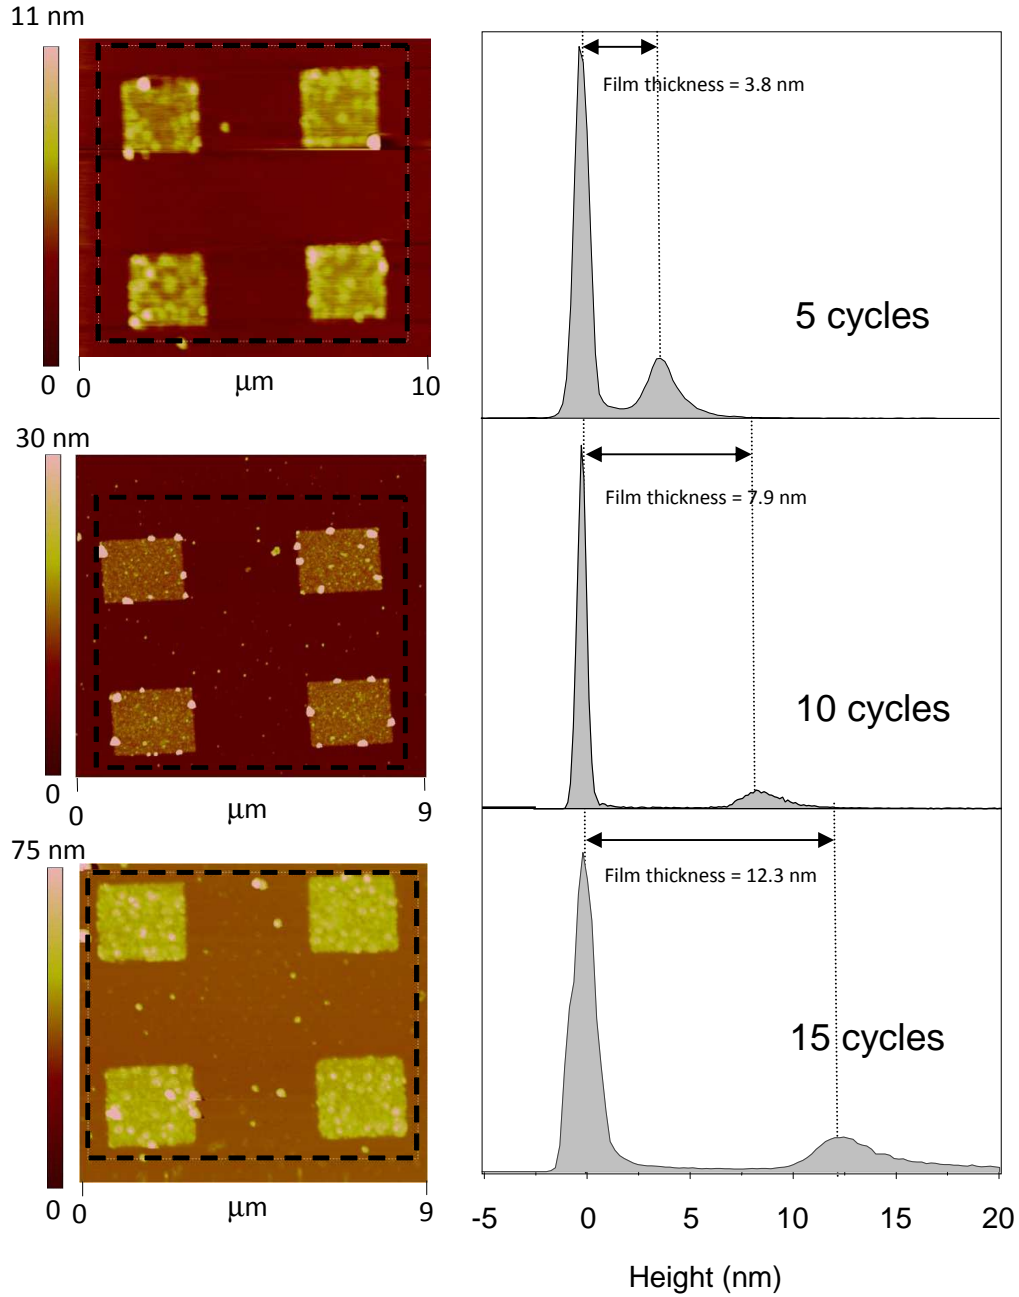 11 nm
0
0
μm
10
Film thickness = 3.8 nm
5 cycles
30 nm
0
0
μm
9
Film thickness = 7.9 nm
10 cycles
75 nm
0
0
μm
9
Film thickness = 12.3 nm
15 cycles
-5 0 5 10 15 20
Height (nm)